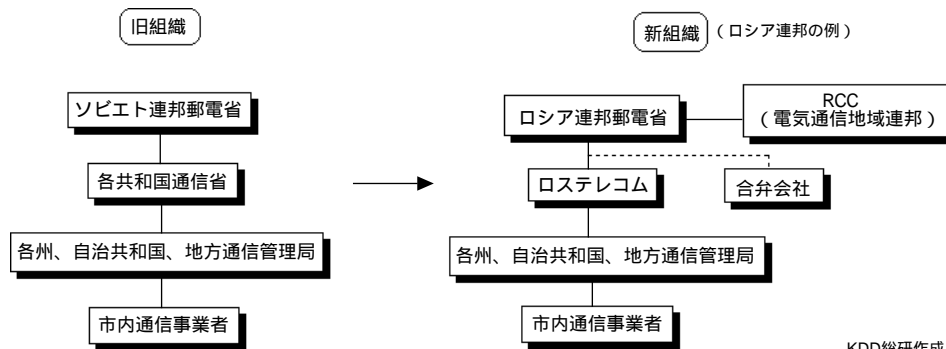 旧組織
新組織 (ロシア連邦の例)
ソビエト連邦郵電省
ロシア連邦郵電省
RCC
(電気通信地域連邦)
各共和国通信省
ロステレコム
合弁会社
各州、自治共和国、地方通信管理局
各州、自治共和国、地方通信管理局
市内通信事業者
市内通信事業者
KDD総研作成